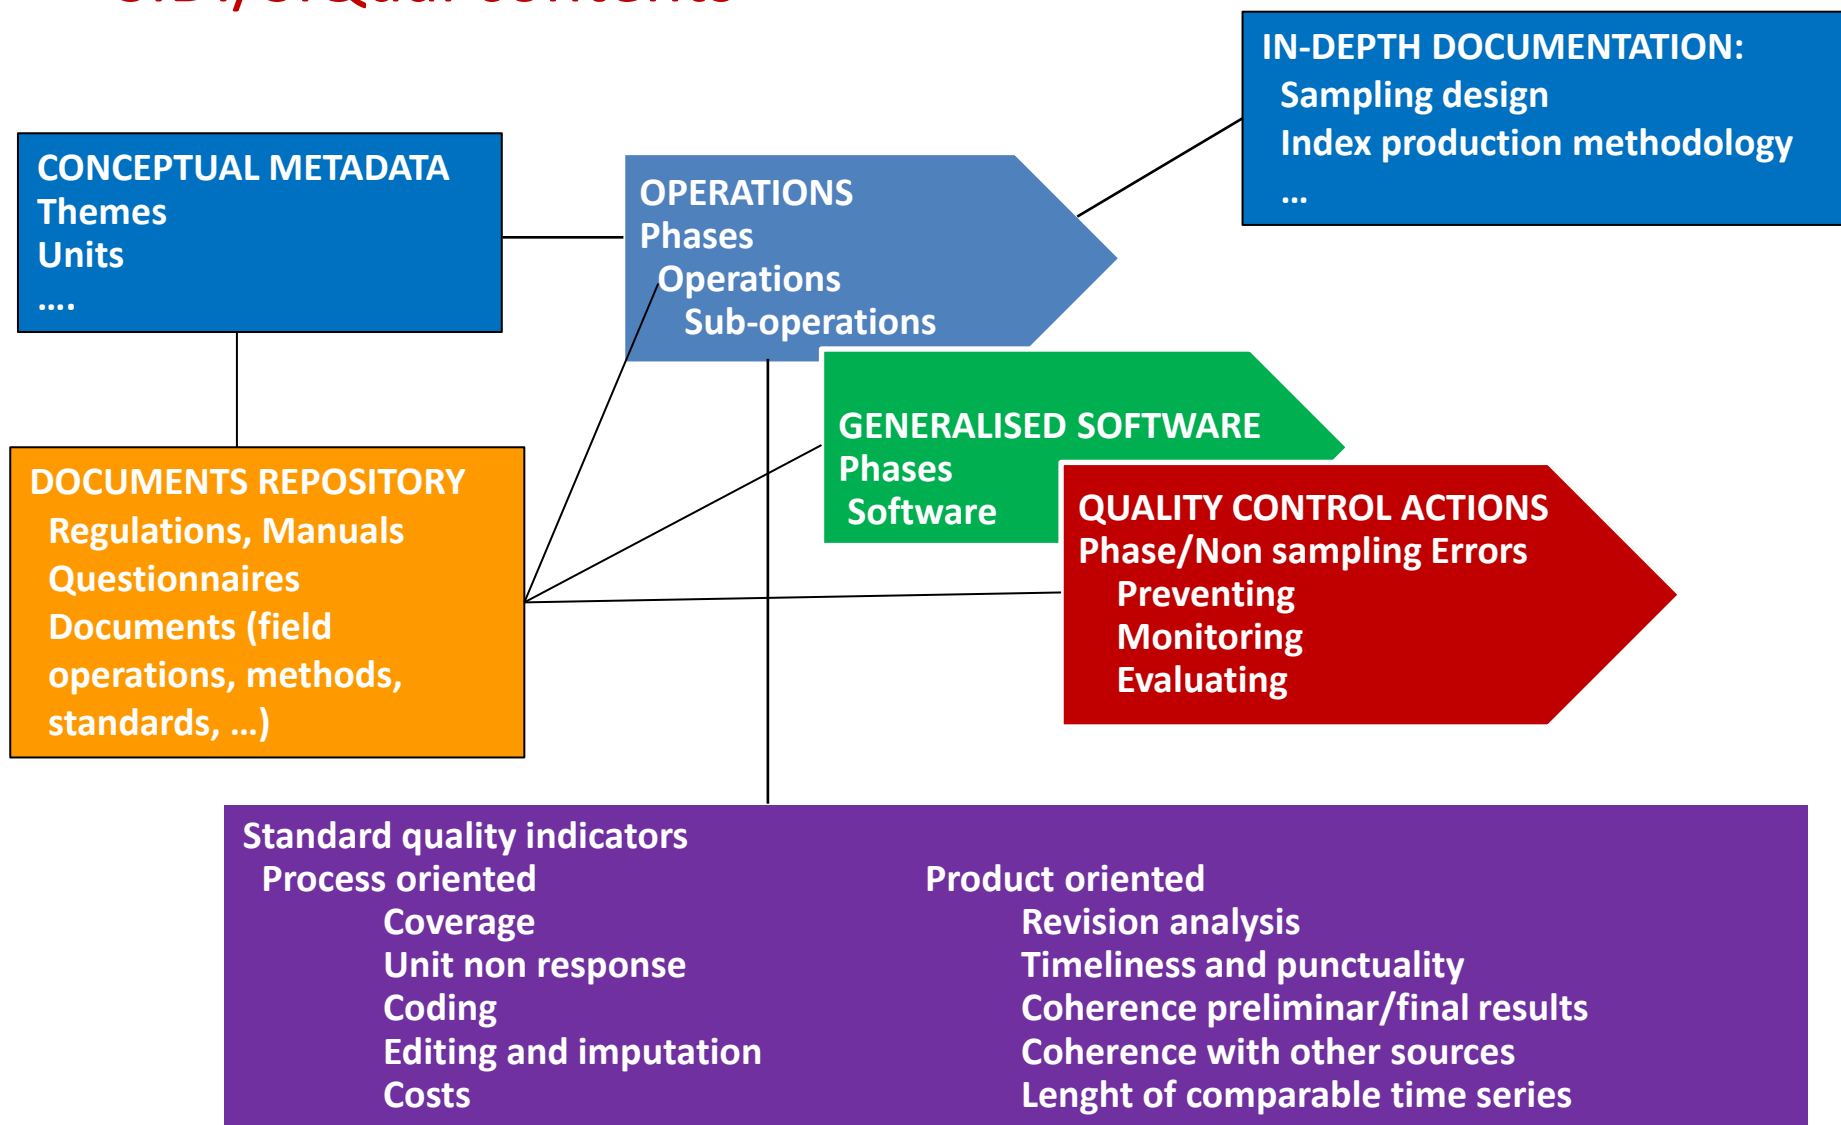 contents
IN-DEPTH DOCUMENTATION:
Sampling design
Index production methodology
...
CONCEPTUAL METADATA
Themes
Units
....
OPERATIONS
Phases
Operations
Sub-operations
GENERALISED SOFTWARE
Phases
Software
DOCUMENTS REPOSITORY
Regulations, Manuals
Questionnaires
Documents (field
operations, methods,
standards, ...)
QUALITY CONTROL ACTIONS
Phase/Non sampling Errors
Preventing
Monitoring
Evaluating
Standard quality indicators
Process oriented
Coverage
Unit non response
Coding
Editing and imputation
Costs
Product oriented
Revision analysis
Timeliness and punctuality
Coherence preliminar/final results
Coherence with other sources
Lenght of comparable time series